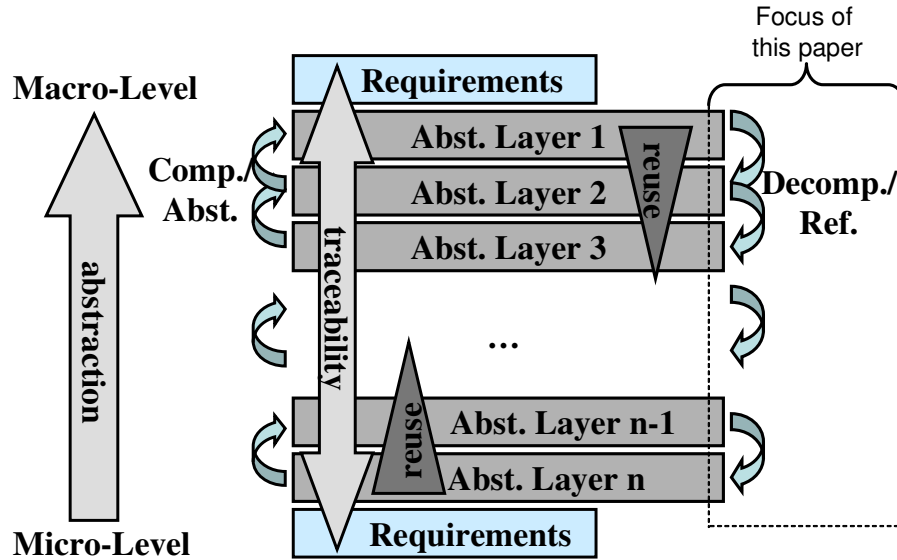 Focus of
this paper
Requirements
Macro-Level
Abst. Layer 1
Comp./
Abst.
Abst. Layer 2
reuse
Decomp./
Ref.
Abst. Layer 3
abstraction
traceability
...
reuse
Abst. Layer n-1
Abst. Layer n
Requirements
Micro-Level